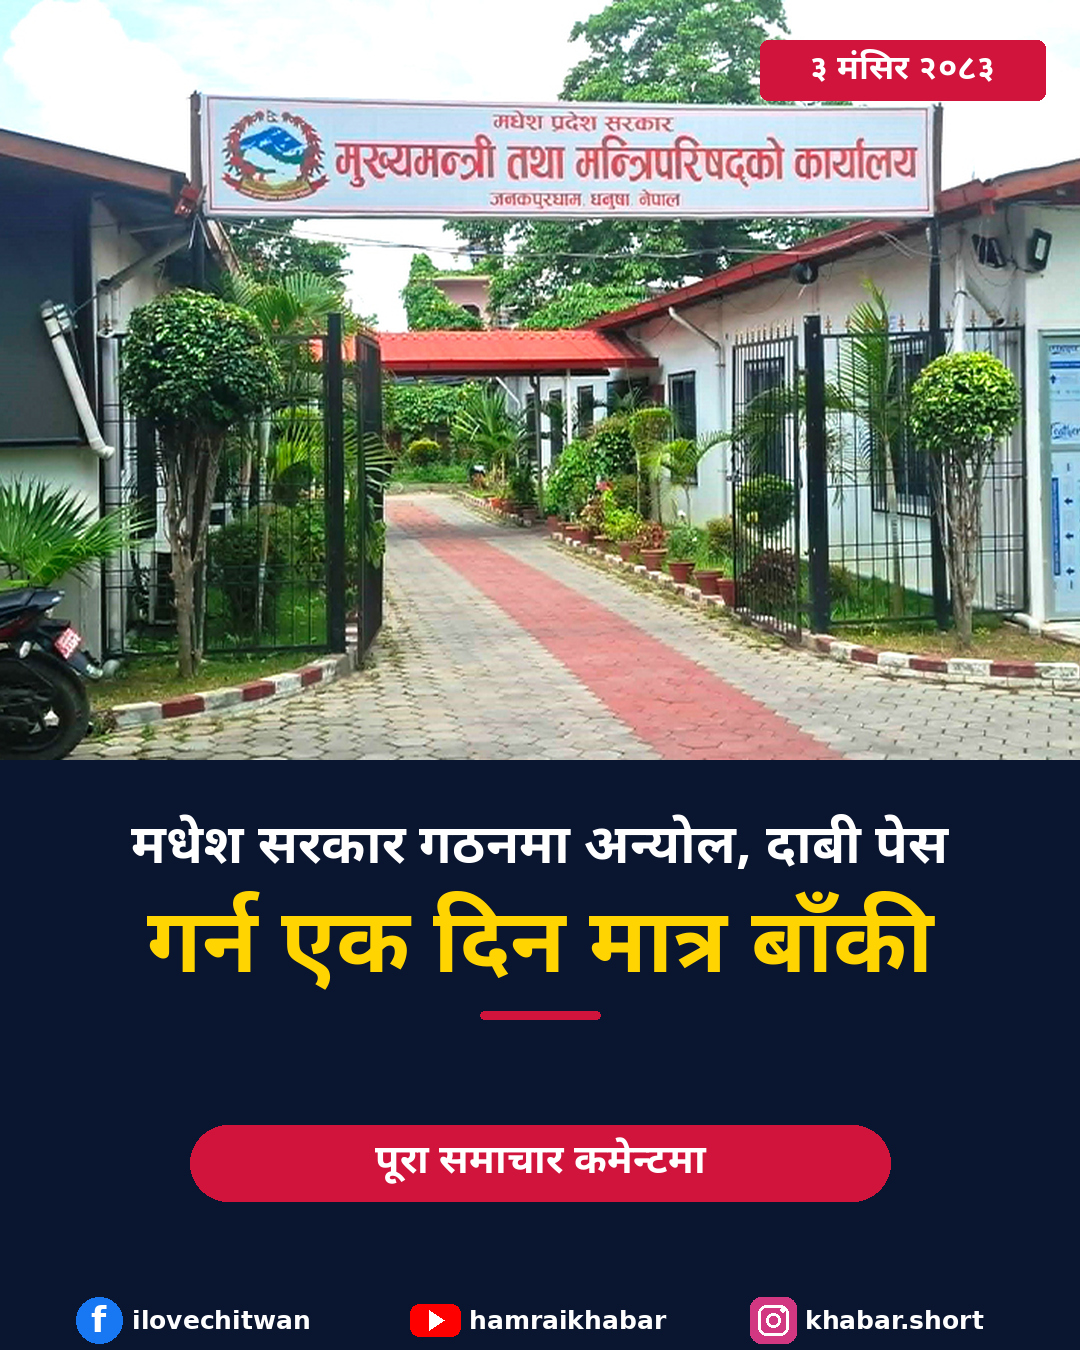 ३ मंसिर २०८३
मधेश प्रदेश सरकार
मुख्यमन्त्री तथा मन्त्रिपरिषद्को कार्यालय
जनकपुरधाम, धनुषा, नेपाल
मधेश सरकार गठनमा अन्योल, दाबी पेस
गर्न एक दिन मात्र बाँकी
पूरा समाचार कमेन्टमा
ilovechitwan
hamraikhabar
khabar.short